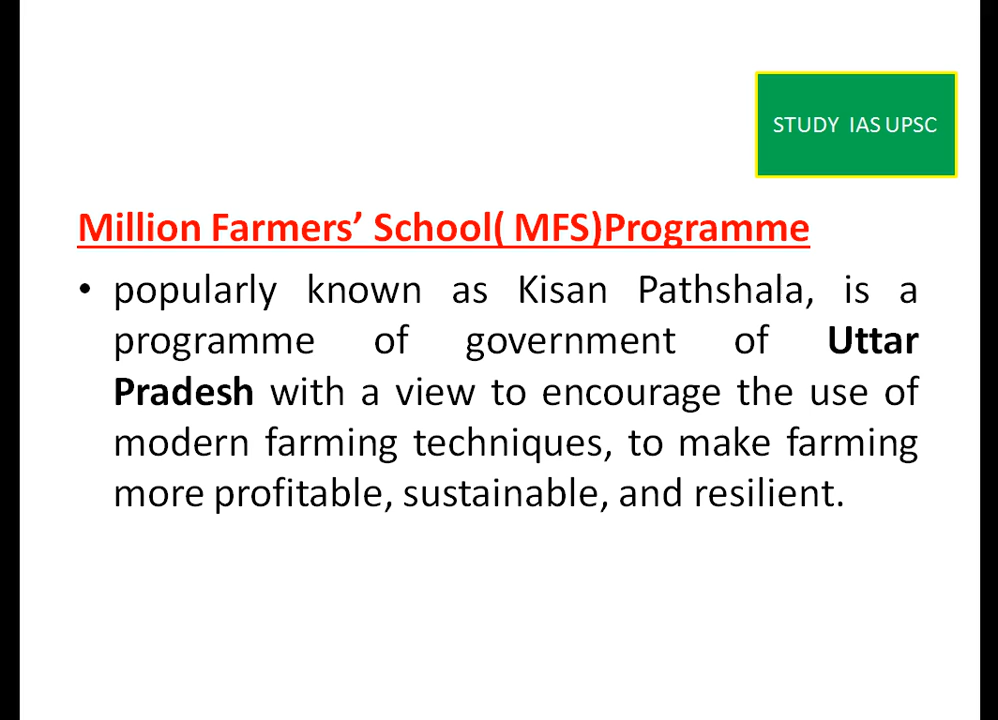 STUDY IAS UPSC
Million Farmers’ School( MFS)Programme
• popularly known as Kisan Pathshala, is a
programme of government of Uttar
Pradesh with a view to encourage the use of
modern farming techniques, to make farming
more profitable, sustainable, and resilient.